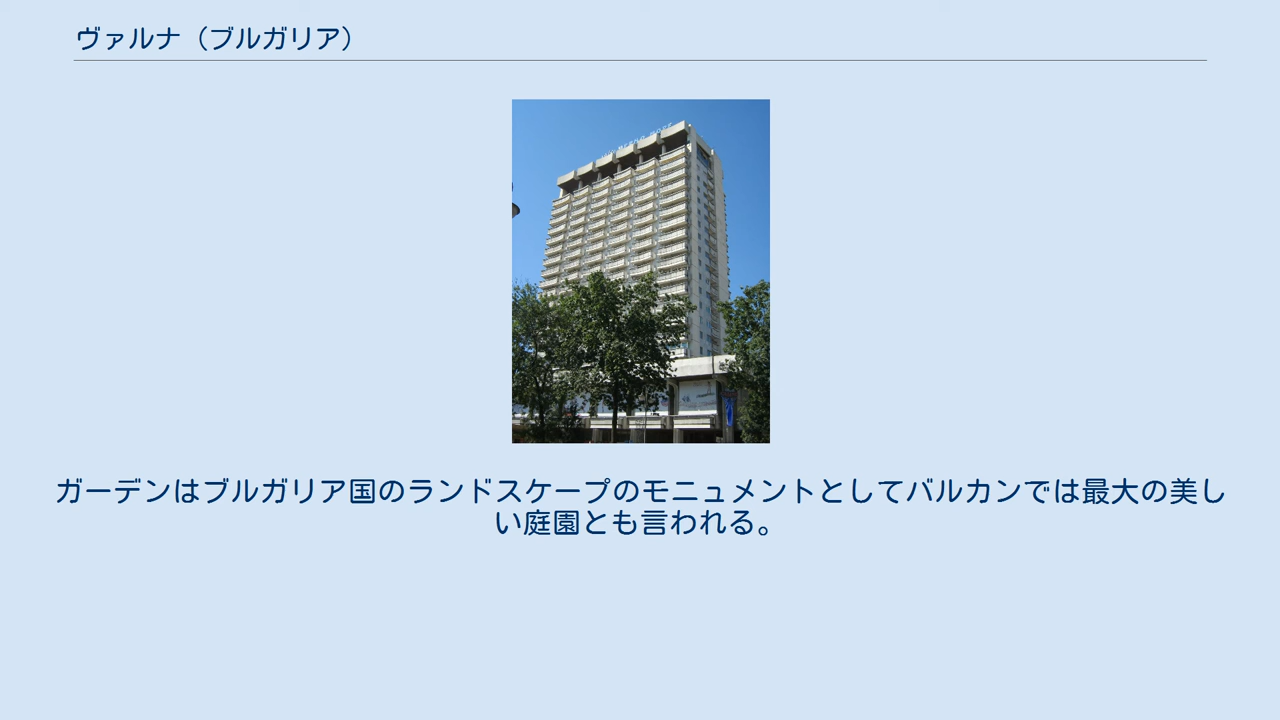 ヴァルナ（ブルガリア）
ガーデンはブルガリア国のランドスケープのモニュメントとしてバルカンでは最大の美し
い庭園とも言われる。